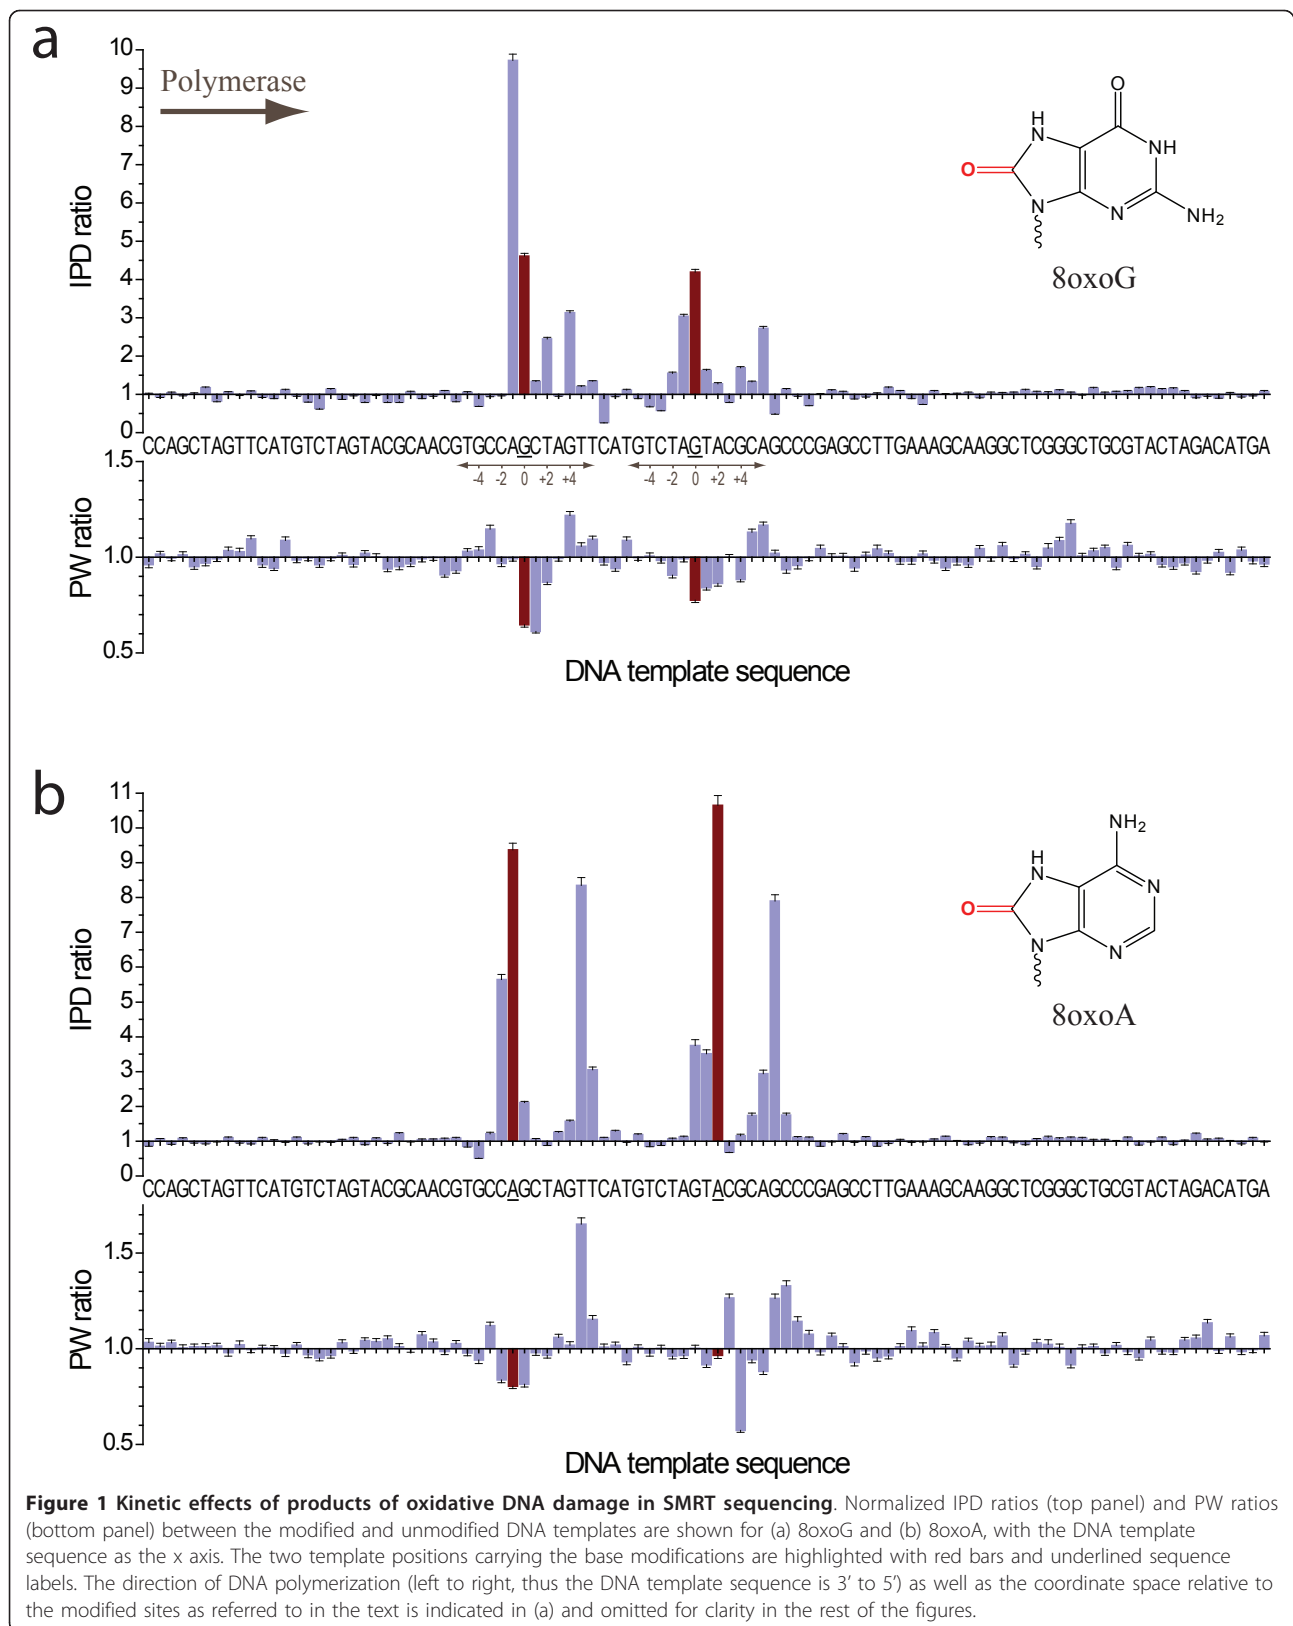 a
Polymerase
IPD ratio
10
9
8
7
6
5
4
3
2
1
0
O
H
N
NH
O
N
N
NH2
8oxoG
CCAGCTAGTTCATGTCTAGTACGCAACGTGCCAGCTAGTTCATGTCTAGTACGCAGCCCGAGCCTTGAAAGCAAGGCTCGGGCTGCGTACTAGACATGA
-4 -2 0 +2 +4 -4 -2 0 +2 +4
PW ratio
1.5
1.0
0.5
DNA template sequence
b
IPD ratio
11
10
9
8
7
6
5
4
3
2
1
0
NH2
H
N
N
O
N
N
8oxoA
CCAGCTAGTTCATGTCTAGTACGCAACGTGCCAGCTAGTTCATGTCTAGTACGCAGCCCGAGCCTTGAAAGCAAGGCTCGGGCTGCGTACTAGACATGA
PW ratio
1.5
1.0
0.5
DNA template sequence
Figure 1 Kinetic effects of products of oxidative DNA damage in SMRT sequencing. Normalized IPD ratios (top panel) and PW ratios
(bottom panel) between the modified and unmodified DNA templates are shown for (a) 8oxoG and (b) 8oxoA, with the DNA template
sequence as the x axis. The two template positions carrying the base modifications are highlighted with red bars and underlined sequence
labels. The direction of DNA polymerization (left to right, thus the DNA template sequence is 3′ to 5′) as well as the coordinate space relative to
the modified sites as referred to in the text is indicated in (a) and omitted for clarity in the rest of the figures.